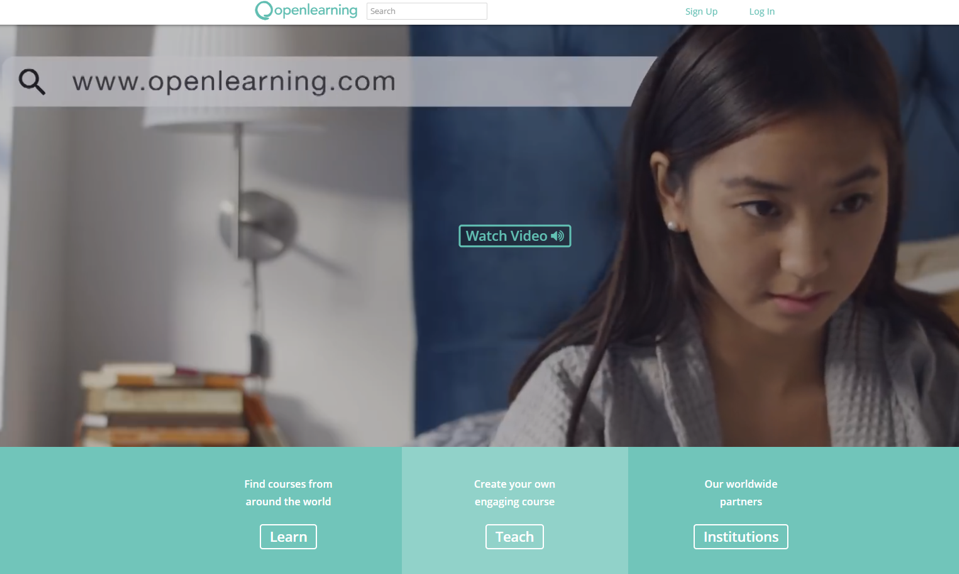 openlearning
Search
Sign Up
Log In
www.openlearning.com
Watch Video
Find courses from
around the world
Learn
Create your own
engaging course
Teach
Our worldwide
partners
Institutions